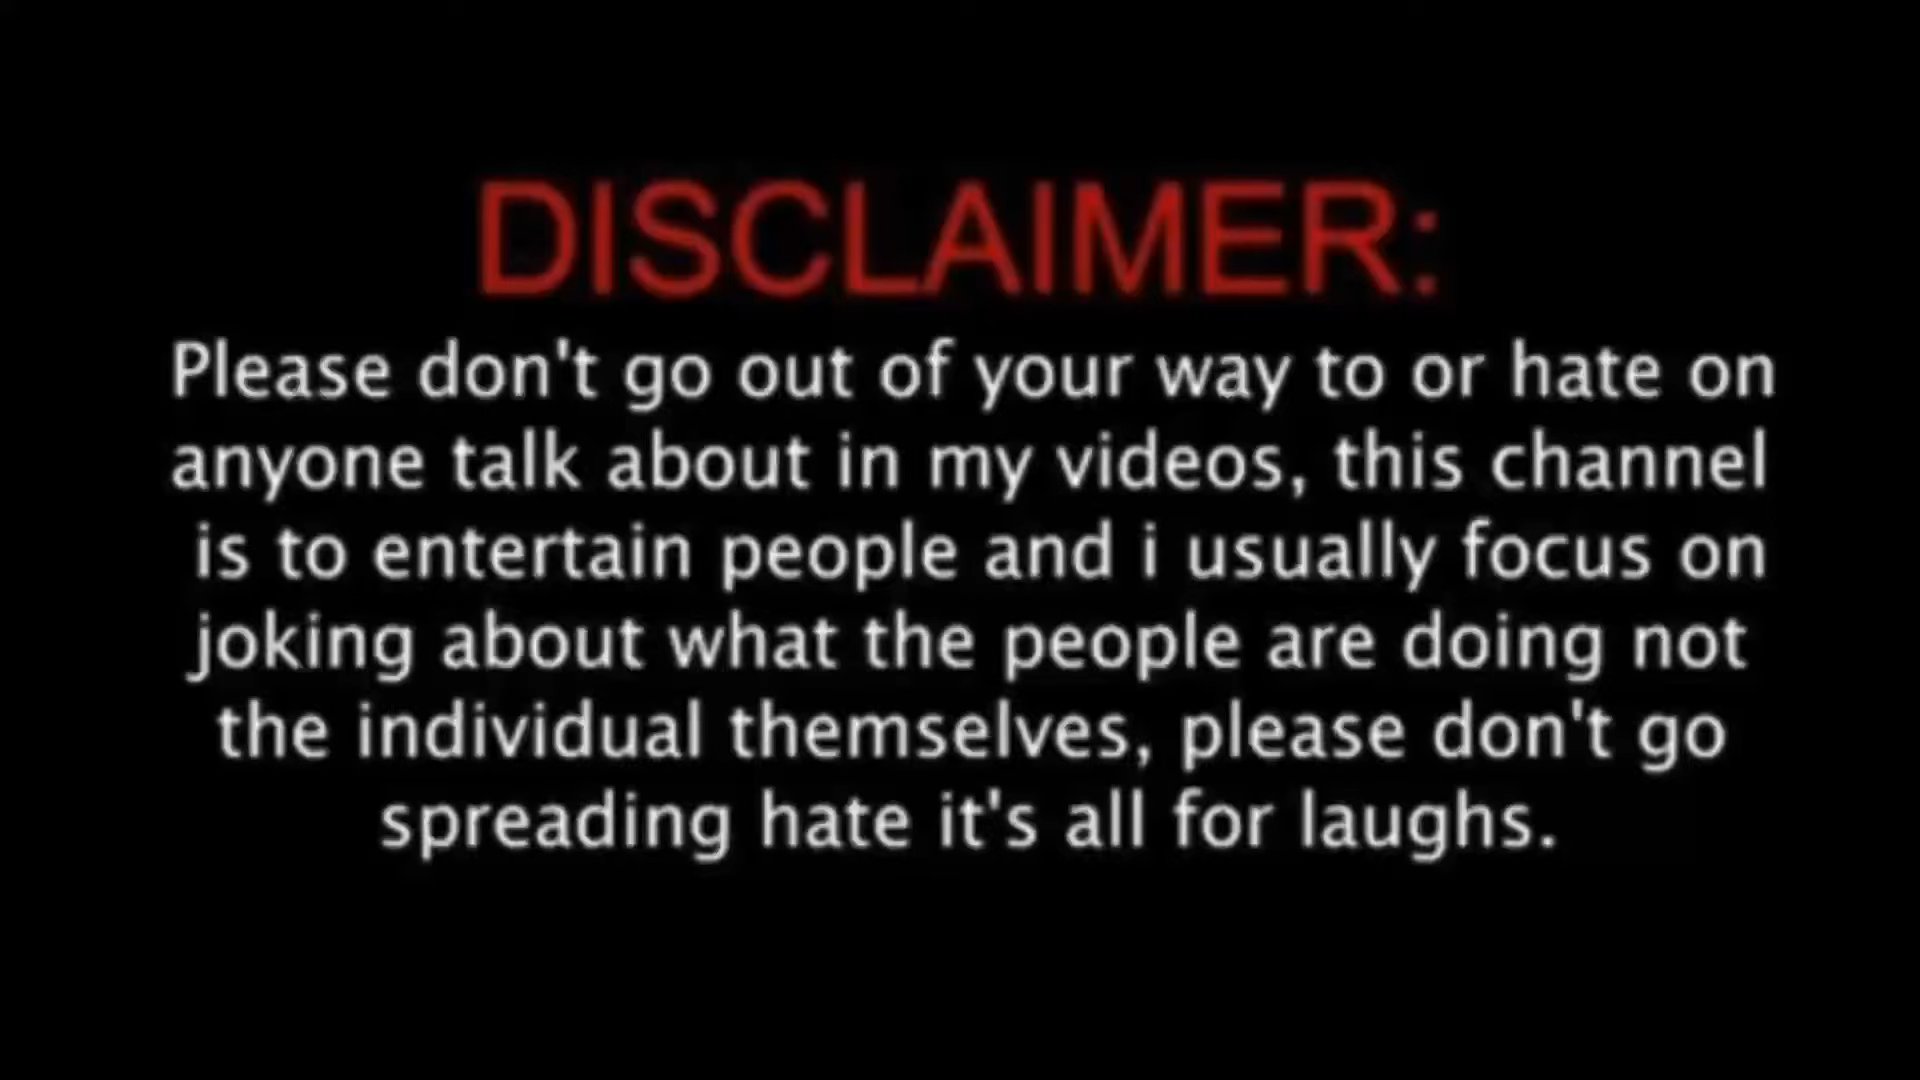 DISCLAIMER:
Please don't go out of your way to or hate on
anyone talk about in my videos, this channel
is to entertain people and i usually focus on
joking about what the people are doing not
the individual themselves, please don't go
spreading hate it's all for laughs.